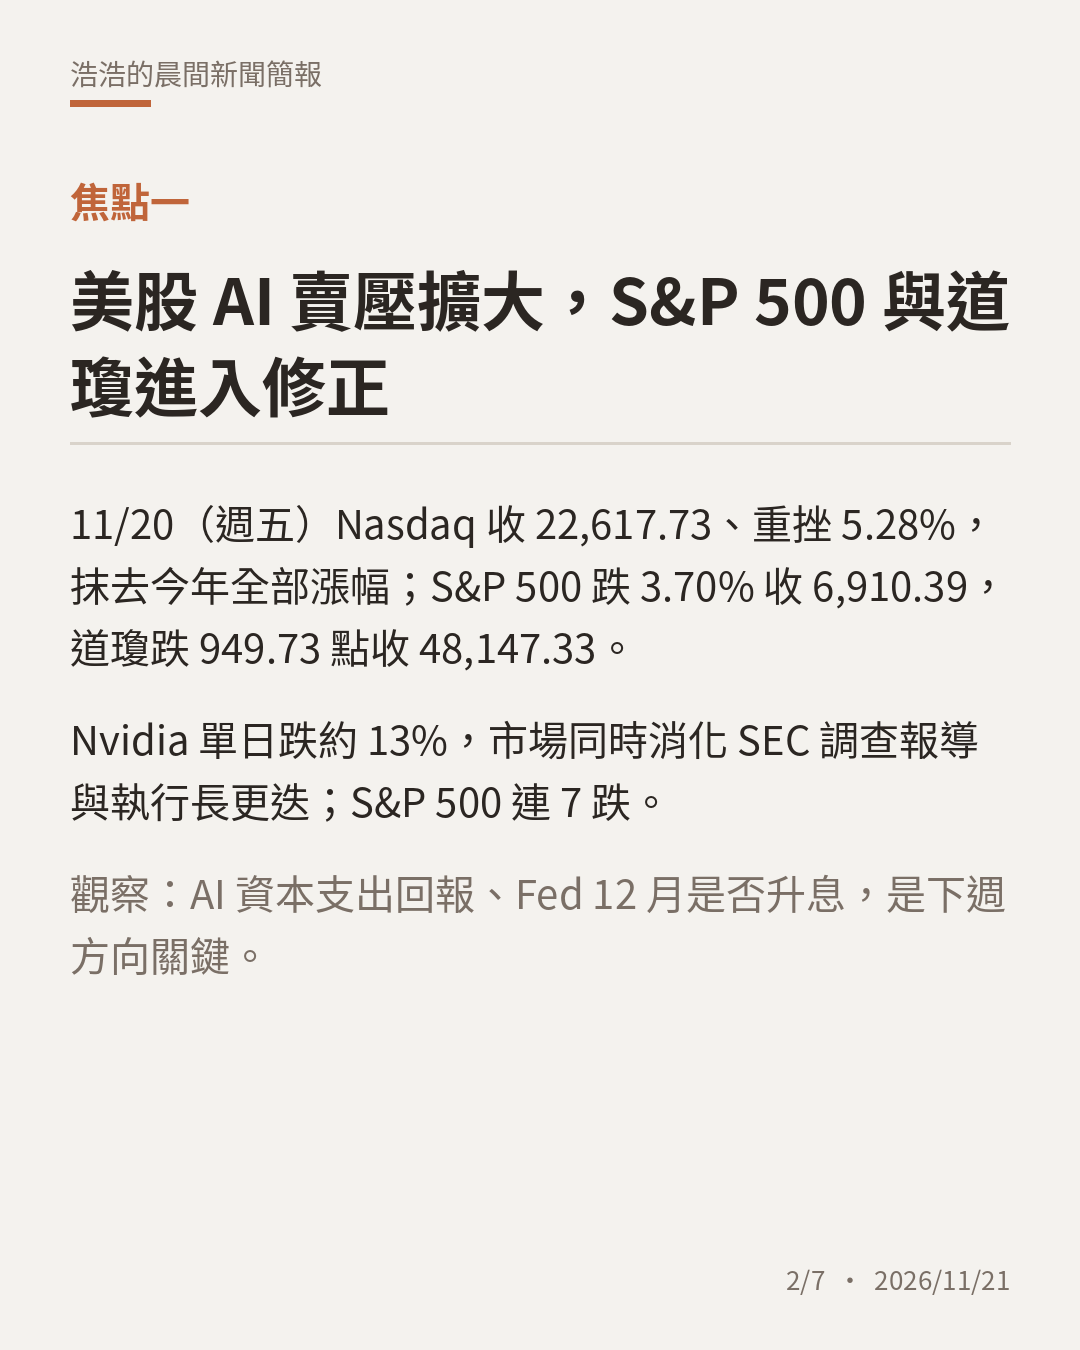 浩浩的晨間新聞簡報
焦點一
美股 AI 賣壓擴大，S&P 500 與道
瓊進入修正
11/20（週五）Nasdaq 收 22,617.73、重挫 5.28%，
抹去今年全部漲幅；S&P 500 跌 3.70% 收 6,910.39，
道瓊跌 949.73 點收 48,147.33。
Nvidia 單日跌約 13%，市場同時消化 SEC 調查報導
與執行長更迭；S&P 500 連 7 跌。
觀察：AI 資本支出回報、Fed 12 月是否升息，是下週
方向關鍵。
2/7 • 2026/11/21